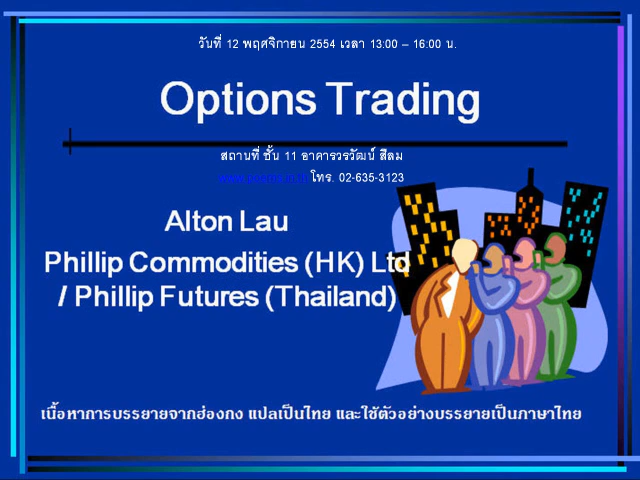 วันที่ 12 พฤศจิกายน 2554 เวลา 13:00 – 16:00 น.
Options Trading
สถานที่ ชั้น 11 อาคารวรวัฒน์ สีลม
โทร. 02-635-3123
Alton Lau
Phillip Commodities (HK) Ltd
/ Phillip Futures (Thailand)
เนื้อหาการบรรยายจากฮ่องกง แปลเป็นไทย และใช้ตัวอย่างบรรยายเป็นภาษาไทย